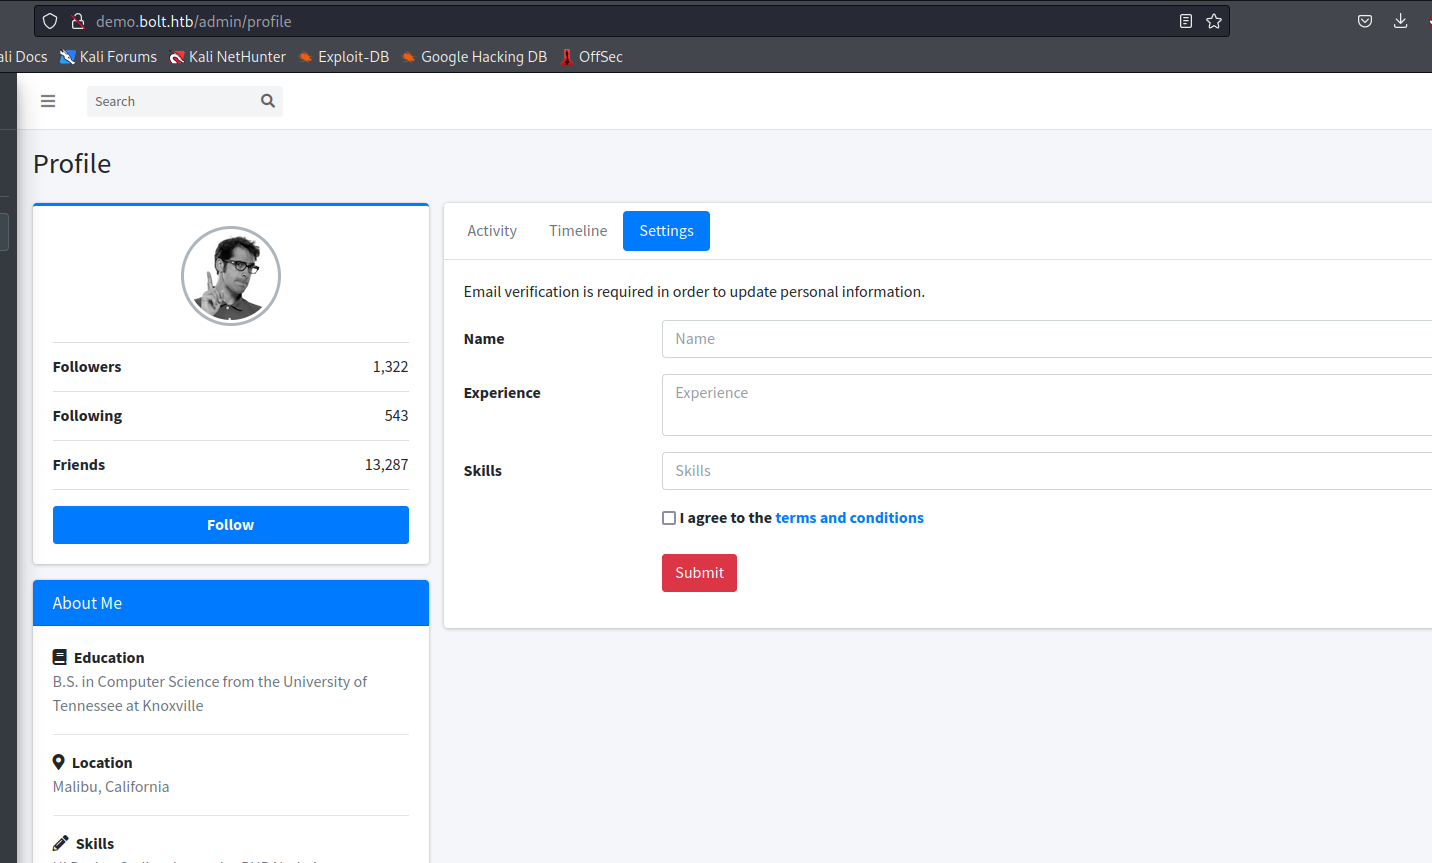 demo.bolt.htb/admin/profile
ali Docs Kali Forums Kali NetHunter Exploit-DB Google Hacking DB OffSec
Search
Profile
Followers 1,322
Following 543
Friends 13,287
Follow
About Me
Education
B.S. in Computer Science from the University of
Tennessee at Knoxville
Location
Malibu, California
Skills
Activity Timeline Settings
Email verification is required in order to update personal information.
Name Name
Experience Experience
Skills Skills
I agree to the terms and conditions
Submit